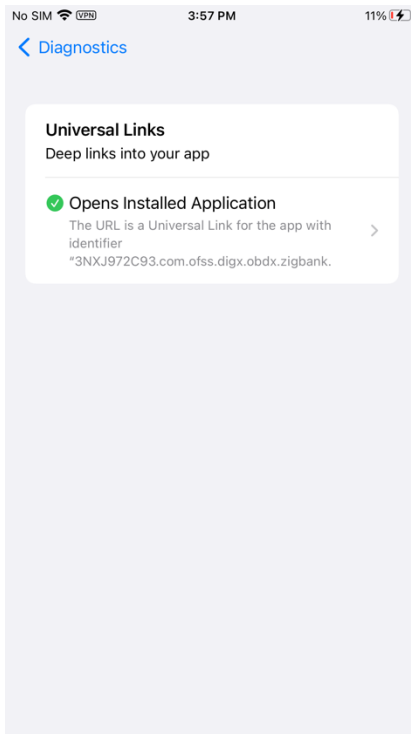 No SIM VPN 3:57 PM 11%
Diagnostics
Universal Links
Deep links into your app
Opens Installed Application
The URL is a Universal Link for the app with
identifier
"3NXJ972C93.com.ofss.digx.obdx.zigbank.